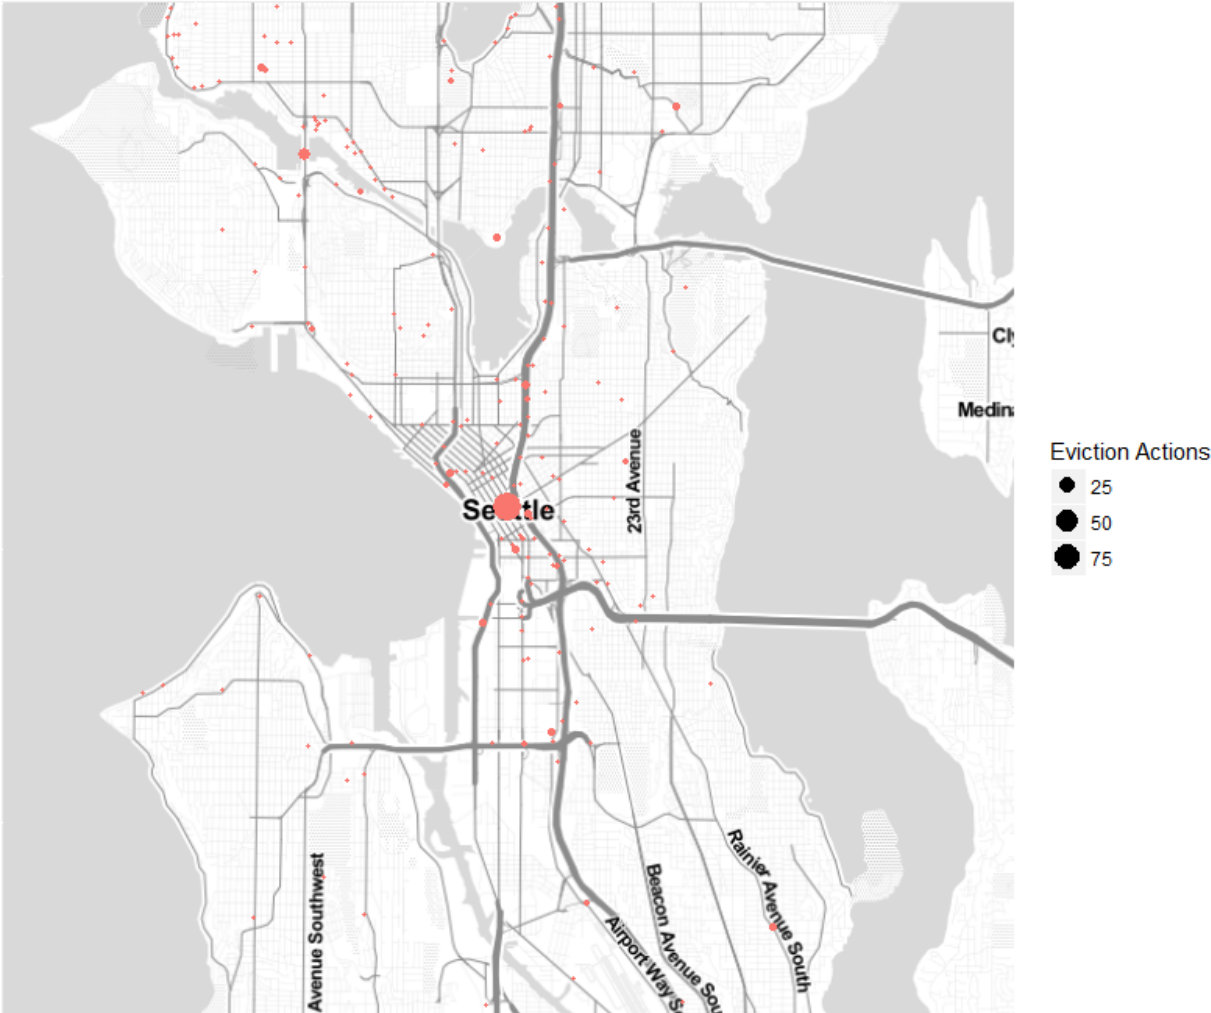 Cly
Medina
Eviction Actions
25
50
75
23rd Avenue
Seattle
Rainier Avenue South
Beacon Avenue Sou
Airport Way S
Avenue Southwest